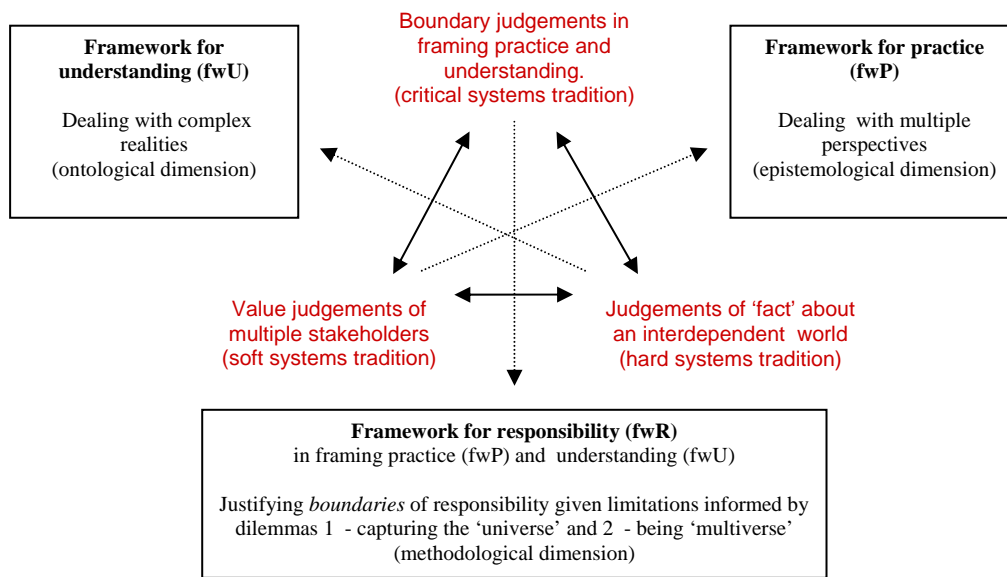 Framework for
understanding (fwU)
Dealing with complex
realities
(ontological dimension)
Boundary judgements in
framing practice and
understanding.
(critical systems tradition)
Framework for practice
(fwP)
Dealing with multiple
perspectives
(epistemological dimension)
Value judgements of
multiple stakeholders
(soft systems tradition)
Judgements of ‘fact’ about
an interdependent world
(hard systems tradition)
Framework for responsibility (fwR)
in framing practice (fwP) and understanding (fwU)
Justifying boundaries of responsibility given limitations informed by
dilemmas 1 - capturing the ‘universe’ and 2 - being ‘multiverse’
(methodological dimension)